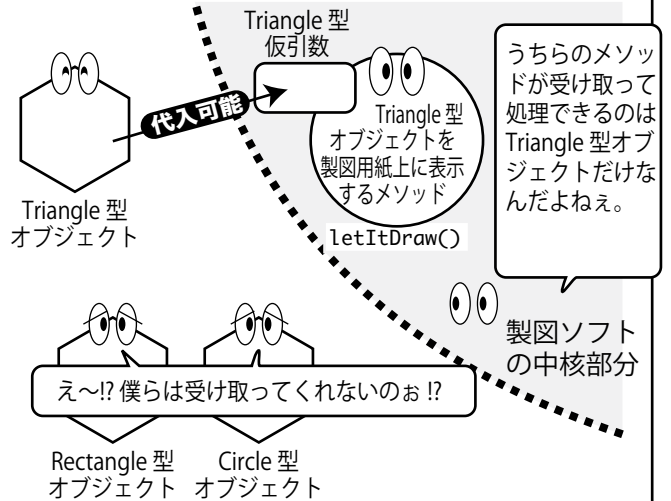 Triangle 型
仮引数
うちらのメソッ
ドが受け取って
処理できるのは
Triangle 型オブ
ジェクトだけな
んだよねぇ。
代入可能
Triangle 型
オブジェクトを
製図用紙上に表示
するメソッド
letItDraw()
Triangle 型
オブジェクト
製図ソフト
の中核部分
え〜!? 僕らは受け取ってくれないのぉ !?
Rectangle 型
オブジェクト
Circle 型
オブジェクト